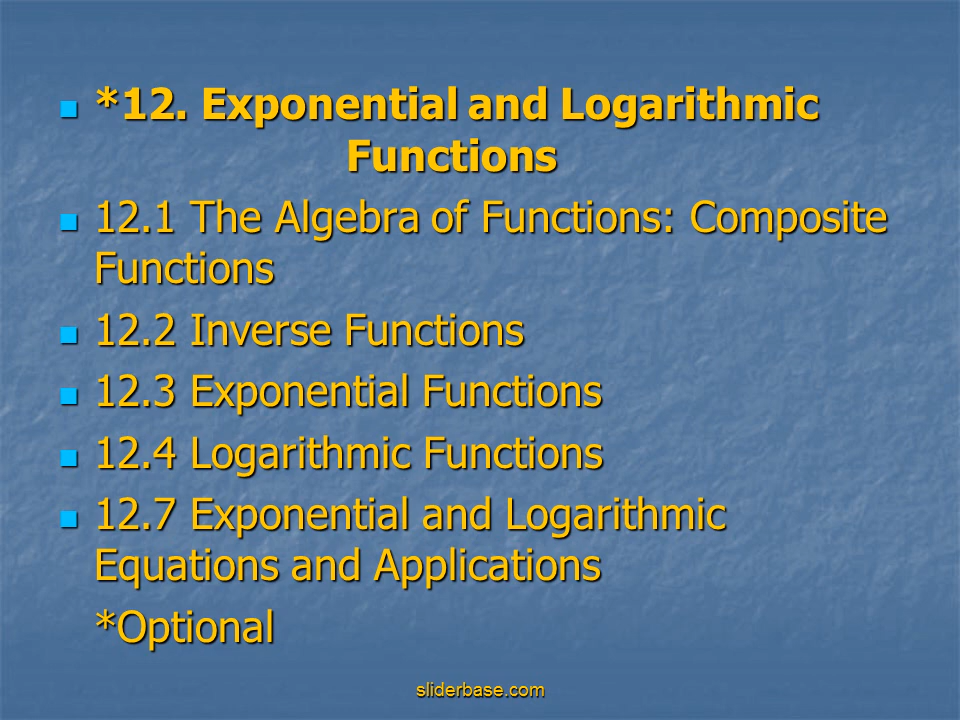 *12. Exponential and Logarithmic
Functions
12.1 The Algebra of Functions: Composite
Functions
12.2 Inverse Functions
12.3 Exponential Functions
12.4 Logarithmic Functions
12.7 Exponential and Logarithmic
Equations and Applications
*Optional
sliderbase.com